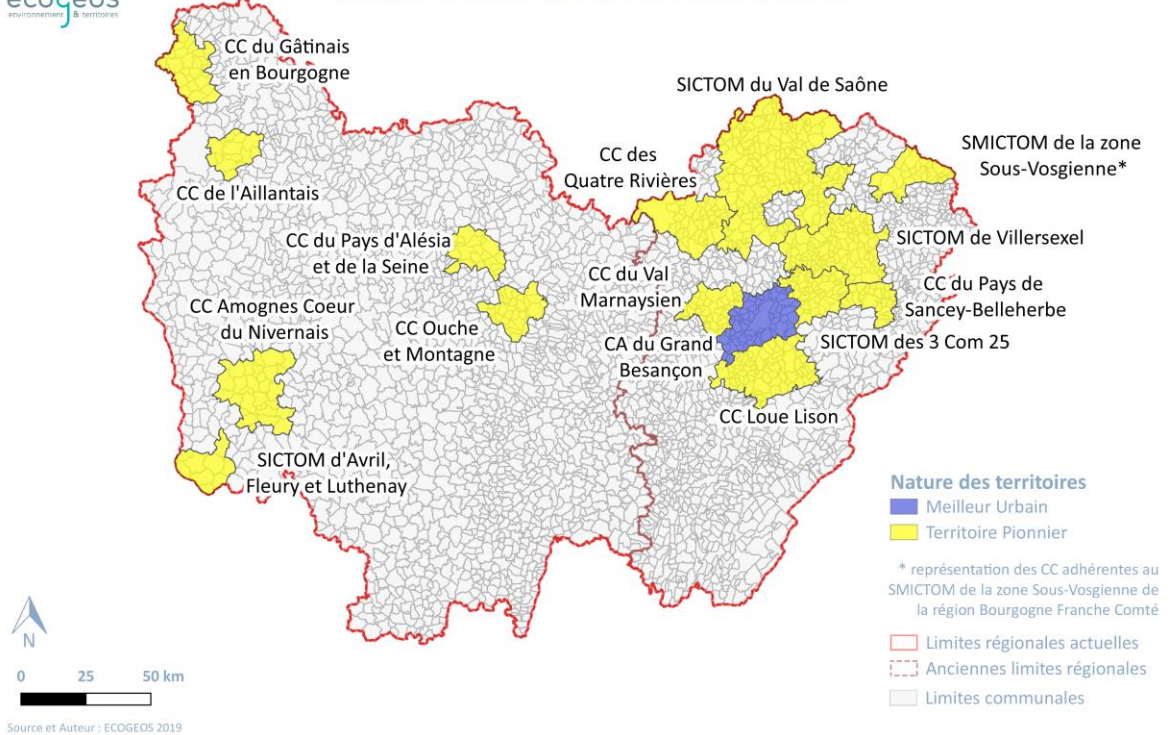 ecogeos
environnement & territoires
CC du Gâtinais
en Bourgogne
SICTOM du Val de Saône
SMICTOM de la zone
Sous-Vosgienne*
CC des
Quatre Rivières
CC de l'Aillantais
CC du Pays d'Alésia
et de la Seine
SICTOM de Villersexel
CC du Val
Marnaysien
CC du Pays de
Sancey-Belleherbe
CC Amognes Coeur
du Nivernais
CC Ouche
et Montagne
CA du Grand
Besançon
SICTOM des 3 Com 25
CC Loue Lison
SICTOM d'Avril,
Fleury et Luthenay
Nature des territoires
Meilleur Urbain
Territoire Pionnier
* représentation des CC adhérentes au
SMICTOM de la zone Sous-Vosgienne de
la région Bourgogne Franche Comté
Limites régionales actuelles
Anciennes limites régionales
Limites communales
N
0 25 50 km
Source et Auteur : ECOGEOS 2019